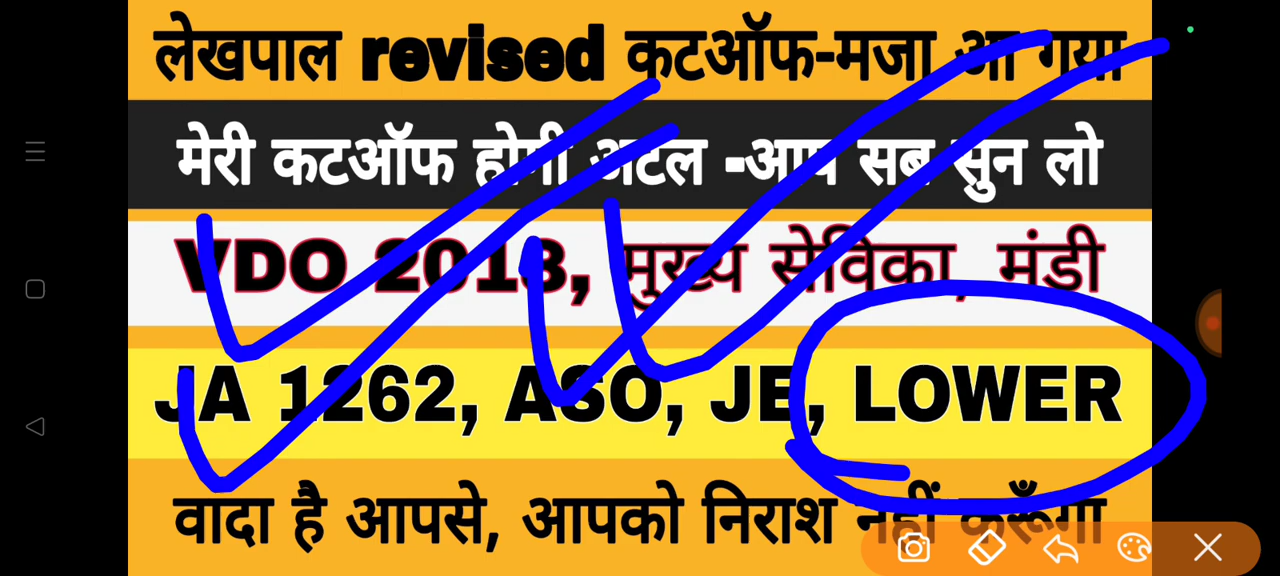 लेखपाल revised कटऑफ-मजा आ गया
मेरी कटऑफ होगी अटल -आप सब सुन लो
VDO 2018, मुख्य सेविका, मंडी
JA 1262, ASO, JE, LOWER
वादा है आपसे, आपको निराश नहीं करूँगा